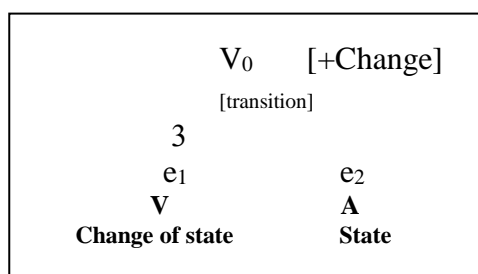 V₀ [+Change]
[transition]
3
e₁ e₂
V A
Change of state State